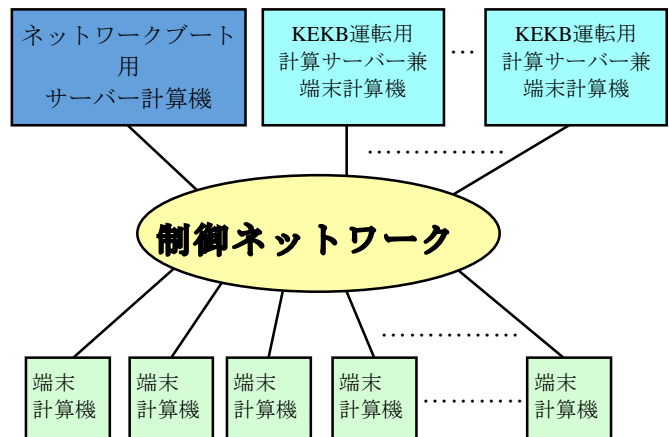 ネットワークブート
用
サーバー計算機
KEKB運転用
計算サーバー兼
端末計算機
…
KEKB運転用
計算サーバー兼
端末計算機
……………
制御ネットワーク
……………
端末
計算機
端末
計算機
端末
計算機
端末
計算機
…………
端末
計算機